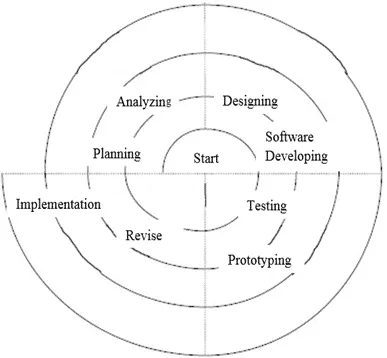 Analyzing
Designing
Software
Developing
Planning
Start
Implementation
Testing
Revise
Prototyping